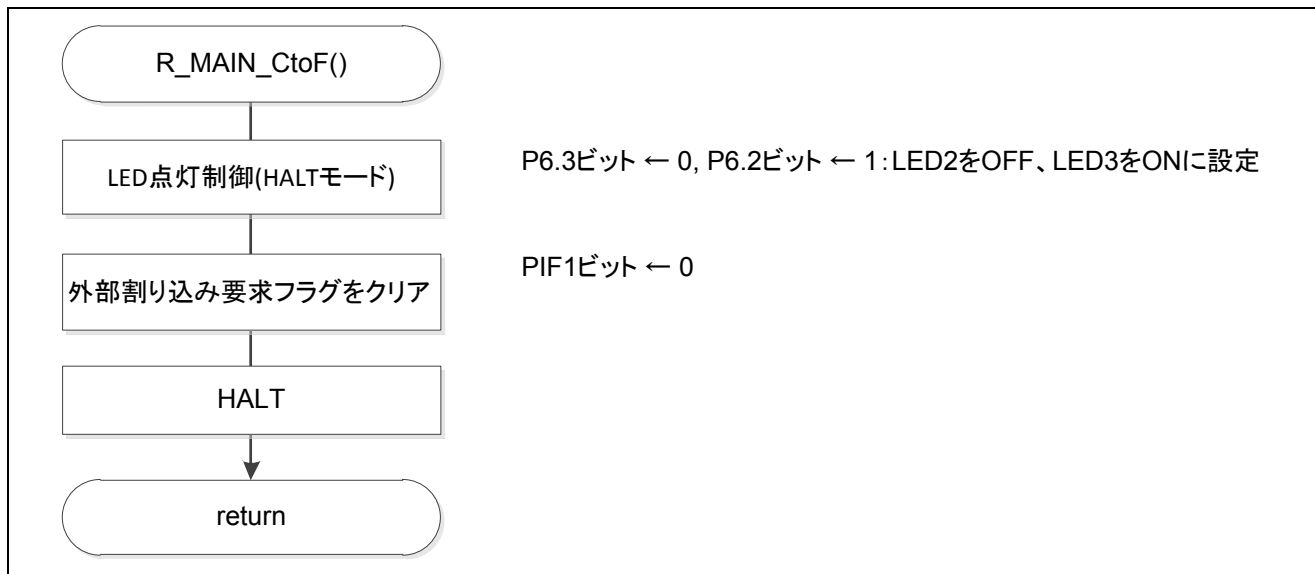 R_MAIN_CtoF()
LED点灯制御(HALTモード)
P6.3ビット ← 0, P6.2ビット ← 1:LED2をOFF、LED3をONに設定
外部割り込み要求フラグをクリア
PIF1ビット ← 0
HALT
return